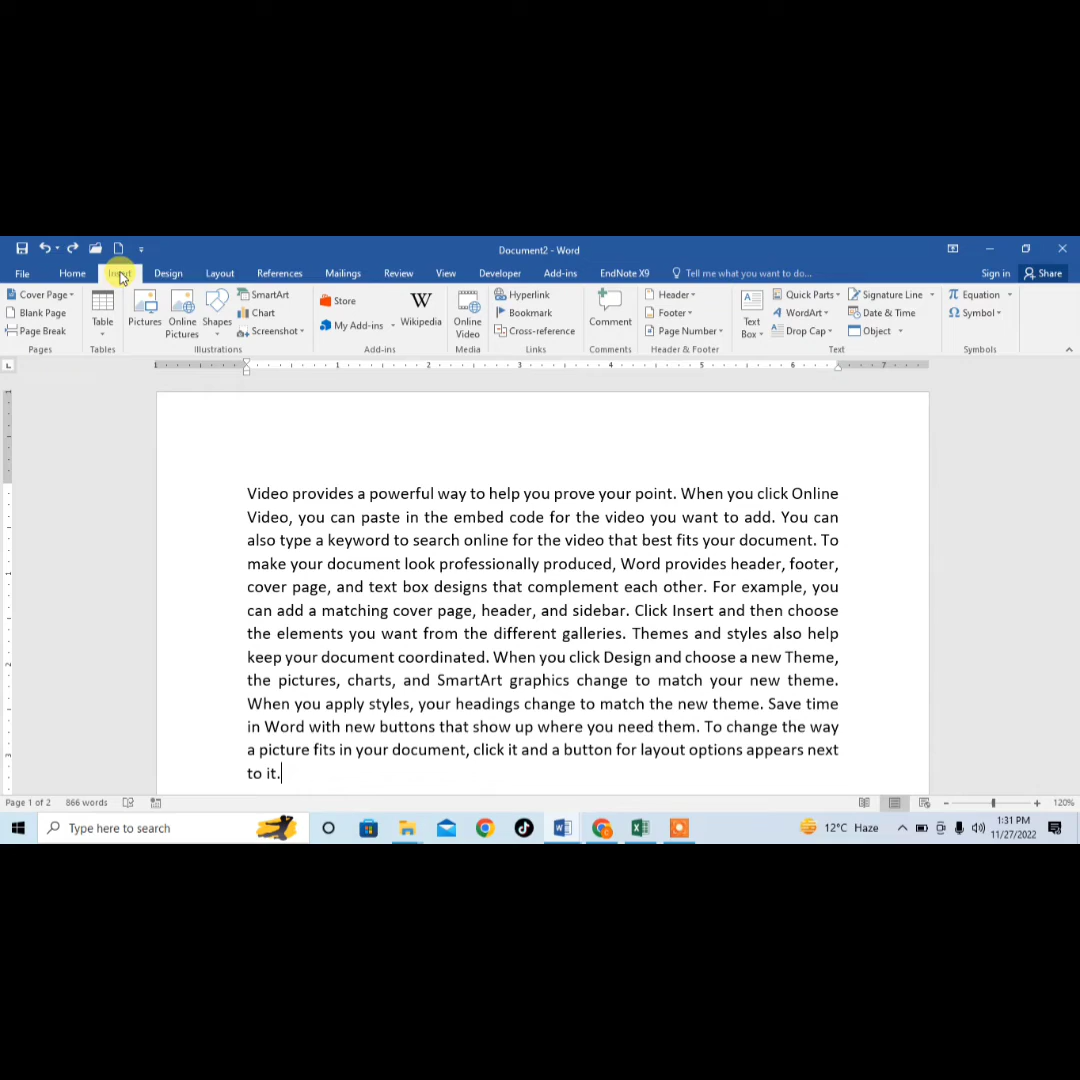 Document2 - Word
File Home Insert Design Layout References Mailings Review View Developer Add-ins EndNote X9 Tell me what you want to do... Sign in Share
Cover Page
Blank Page
Page Break
Pages
Table
Tables
Pictures
Online Pictures
Shapes
SmartArt
Chart
Screenshot
Illustrations
Store
My Add-ins
Wikipedia
Add-ins
Online Video
Media
Hyperlink
Bookmark
Cross-reference
Links
Comment
Comments
Header
Footer
Page Number
Header & Footer
Text Box
Quick Parts
WordArt
Drop Cap
Signature Line
Date & Time
Object
Text
Equation
Symbol
Symbols
1 1 2 3 4 5 6 7
Video provides a powerful way to help you prove your point. When you click Online
Video, you can paste in the embed code for the video you want to add. You can
also type a keyword to search online for the video that best fits your document. To
make your document look professionally produced, Word provides header, footer,
cover page, and text box designs that complement each other. For example, you
can add a matching cover page, header, and sidebar. Click Insert and then choose
the elements you want from the different galleries. Themes and styles also help
keep your document coordinated. When you click Design and choose a new Theme,
the pictures, charts, and SmartArt graphics change to match your new theme.
When you apply styles, your headings change to match the new theme. Save time
in Word with new buttons that show up where you need them. To change the way
a picture fits in your document, click it and a button for layout options appears next
to it.
Page 1 of 2 866 words 120%
Type here to search 12°C Haze 1:31 PM
11/27/2022